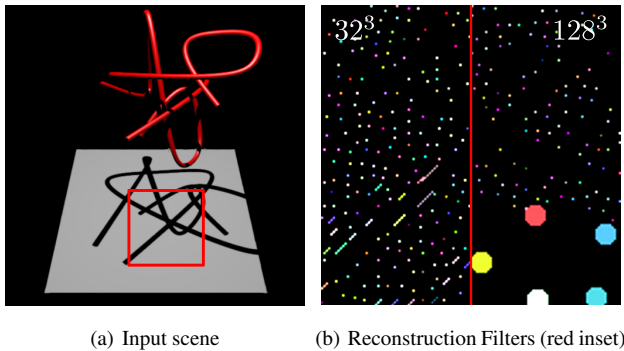 32³
128³
(a) Input scene
(b) Reconstruction Filters (red inset)